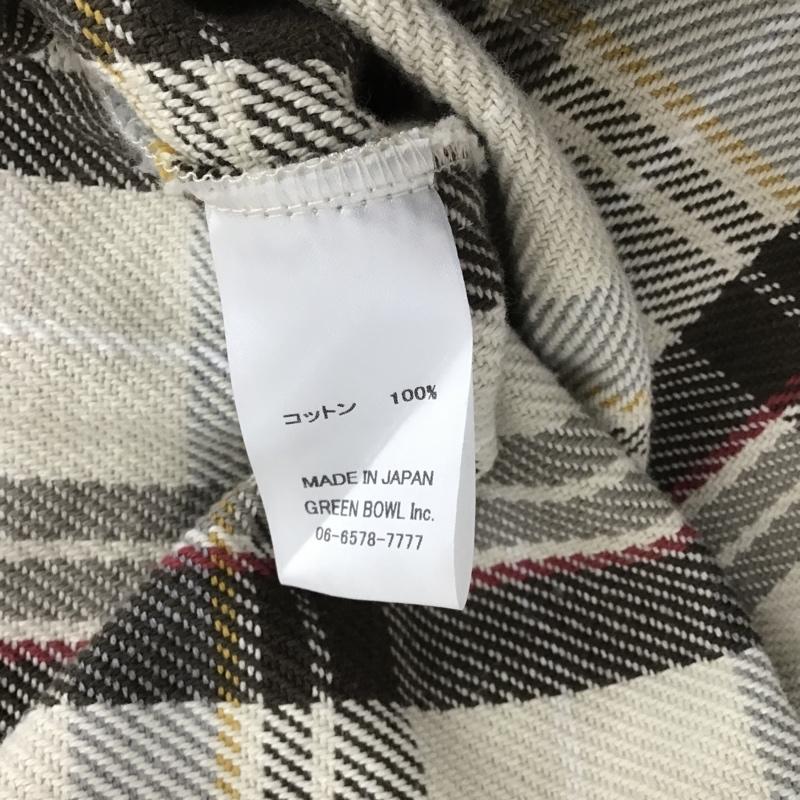 コットン 100%
MADE IN JAPAN
GREEN BOWL Inc.
06-6578-7777